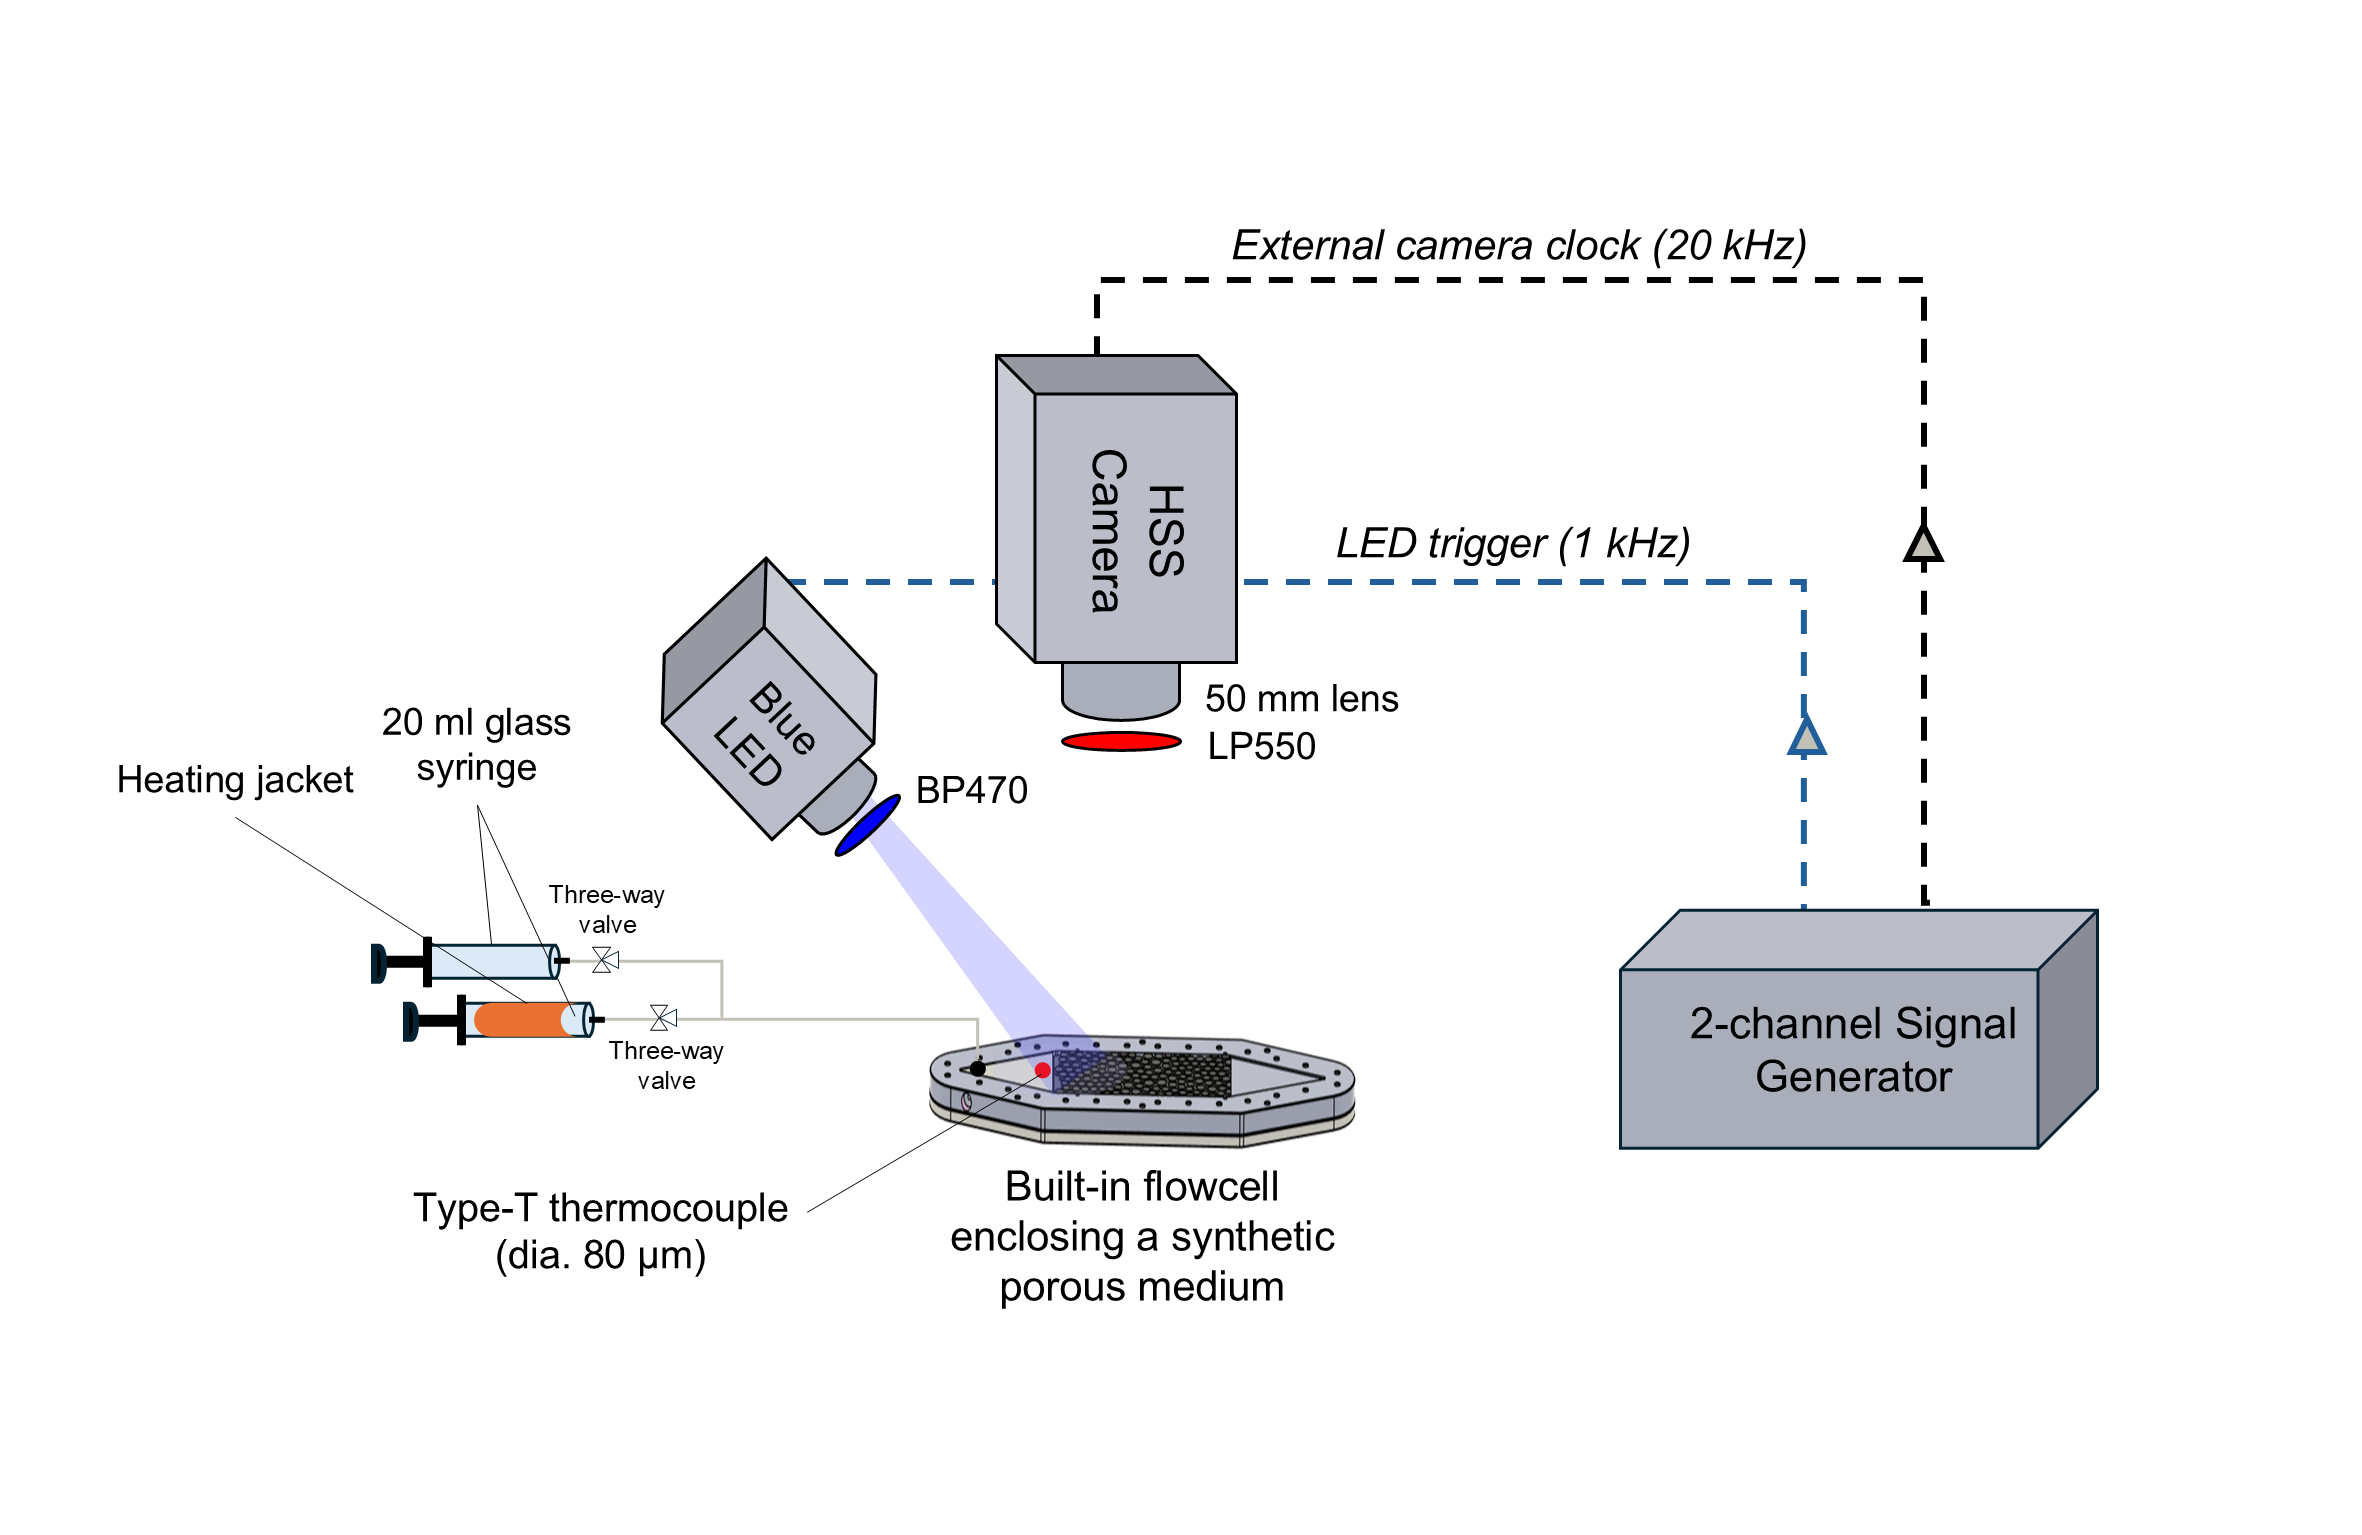 External camera clock (20 kHz)
HSS
Camera
LED trigger (1 kHz)
50 mm lens
LP550
Blue
LED
BP470
20 ml glass
syringe
Heating jacket
Three-way
valve
Three-way
valve
2-channel Signal
Generator
Type-T thermocouple
(dia. 80 µm)
Built-in flowcell
enclosing a synthetic
porous medium